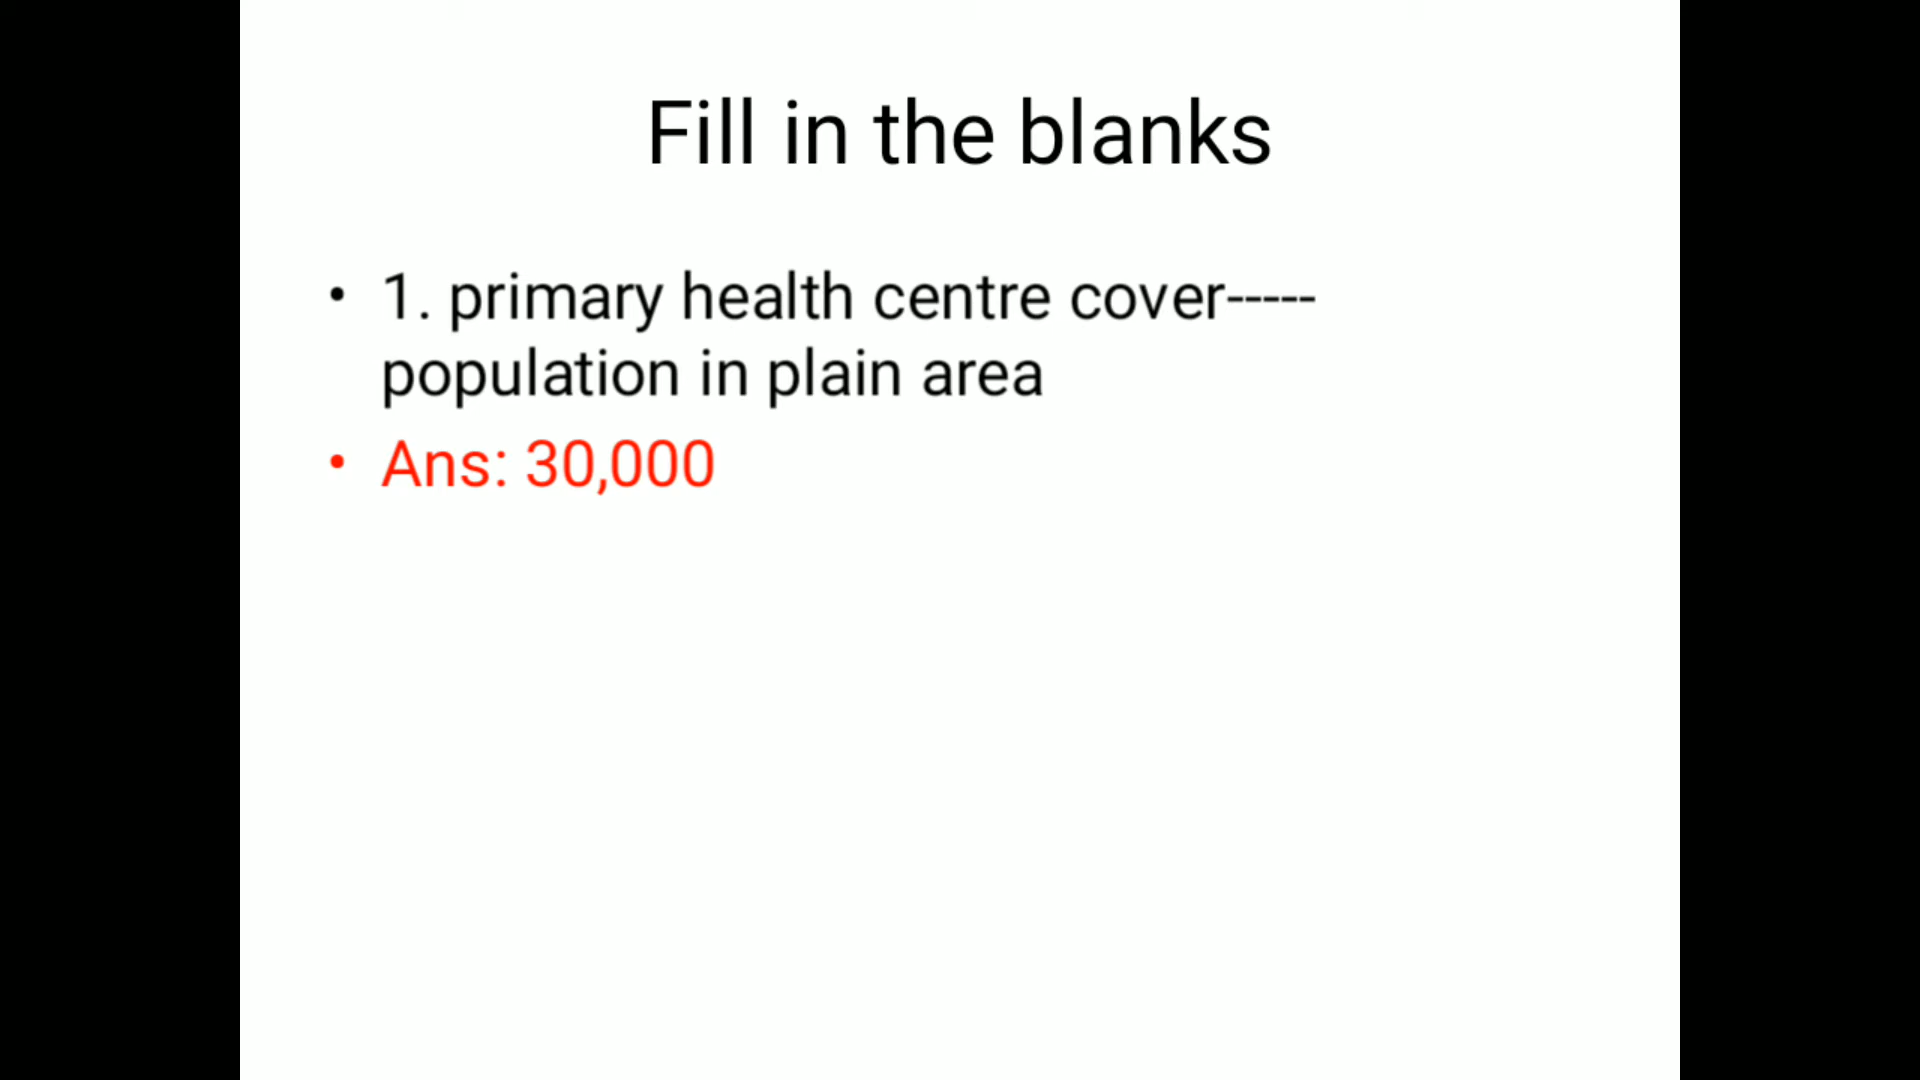 Fill in the blanks
• 1. primary health centre cover-----
population in plain area
• Ans: 30,000